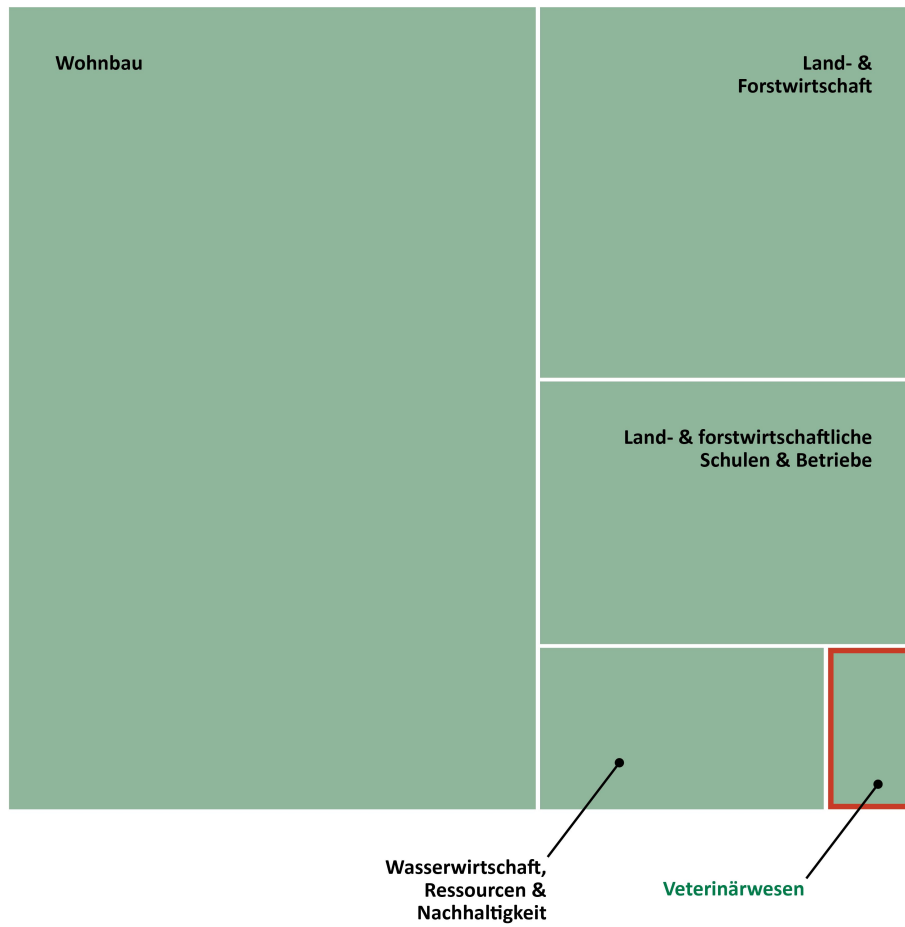 Wohnbau
Land- &
Forstwirtschaft
Land- & forstwirtschaftliche
Schulen & Betriebe
Wasserwirtschaft,
Ressourcen &
Nachhaltigkeit
Veterinärwesen